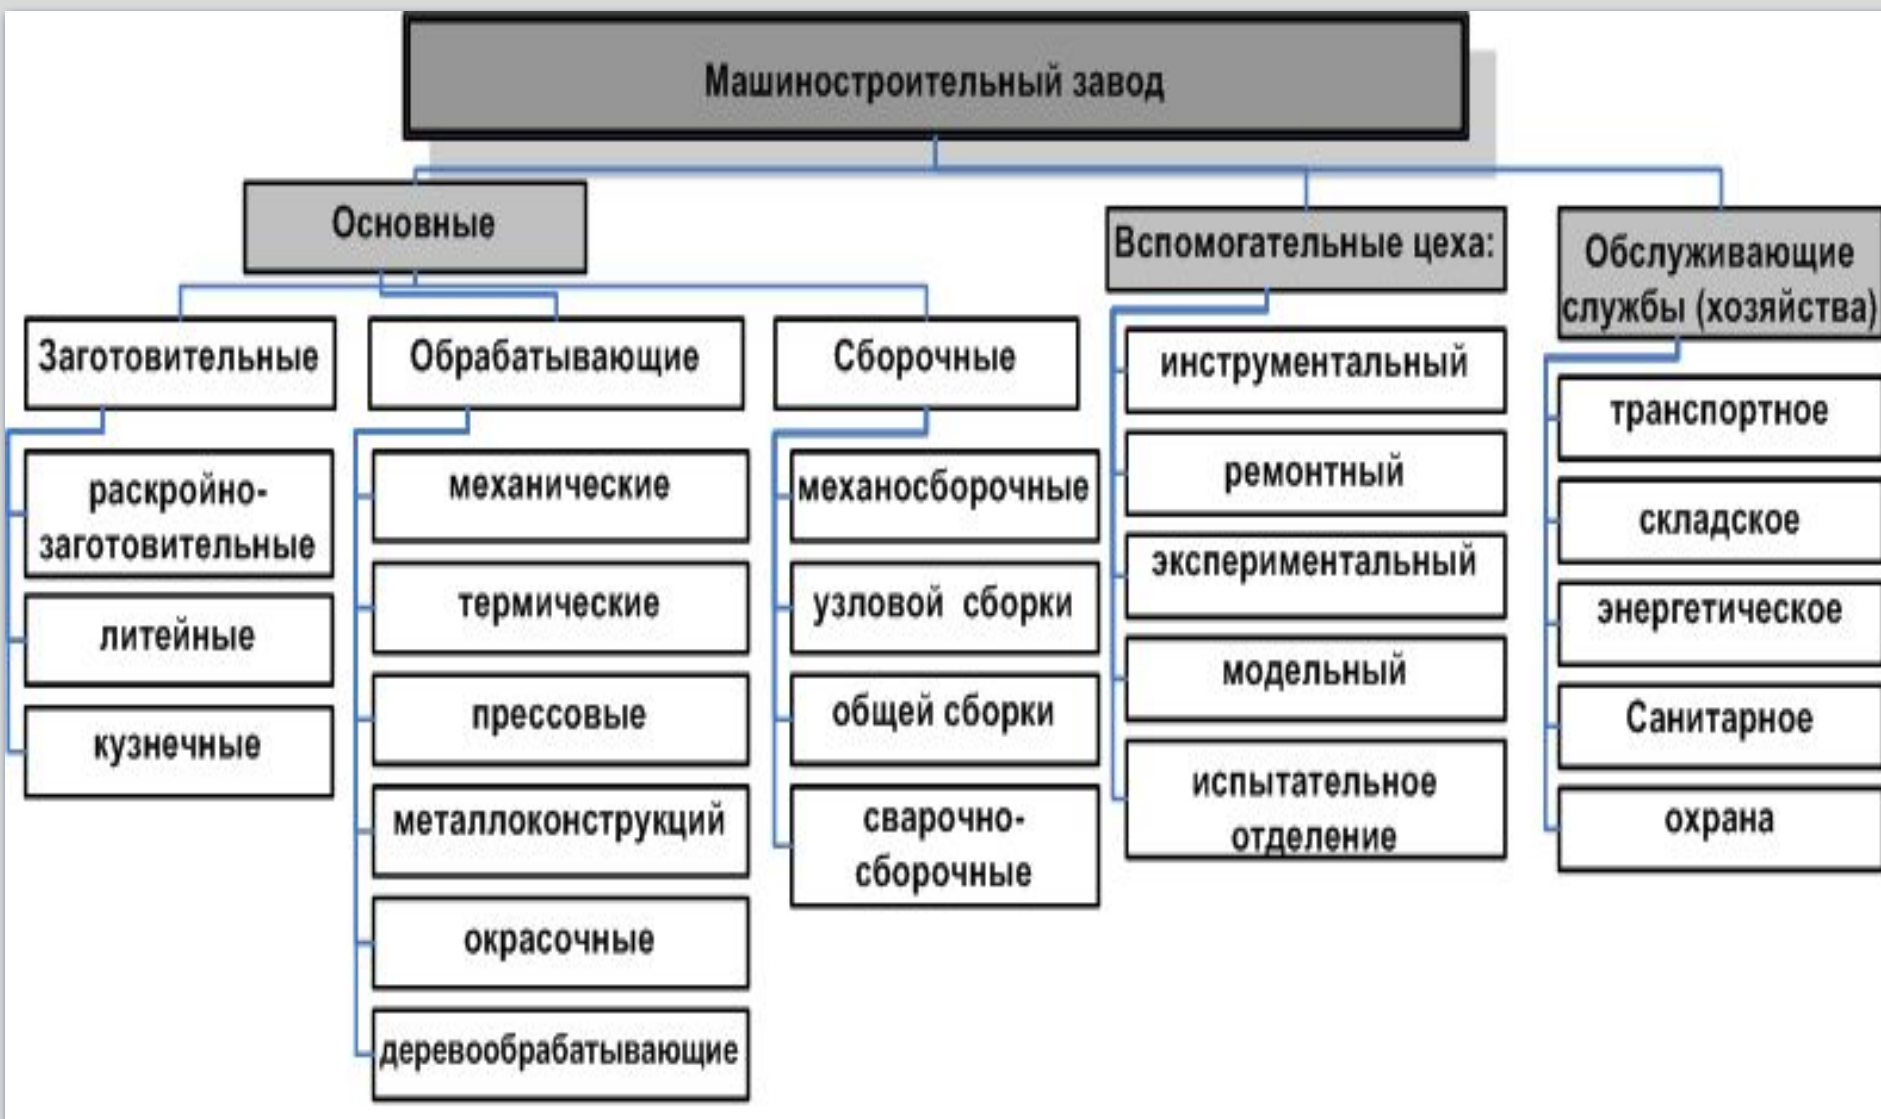 Машиностроительный завод
Основные
Вспомогательные цеха:
Обслуживающие
службы (хозяйства)
Заготовительные
раскройно-
заготовительные
литейные
кузнечные
Обрабатывающие
механические
термические
прессовые
металлоконструкций
окрасочные
деревообрабатывающие
Сборочные
механосборочные
узловой сборки
общей сборки
сварочно-
сборочные
инструментальный
ремонтный
экспериментальный
модельный
испытательное
отделение
транспортное
складское
энергетическое
Санитарное
охрана